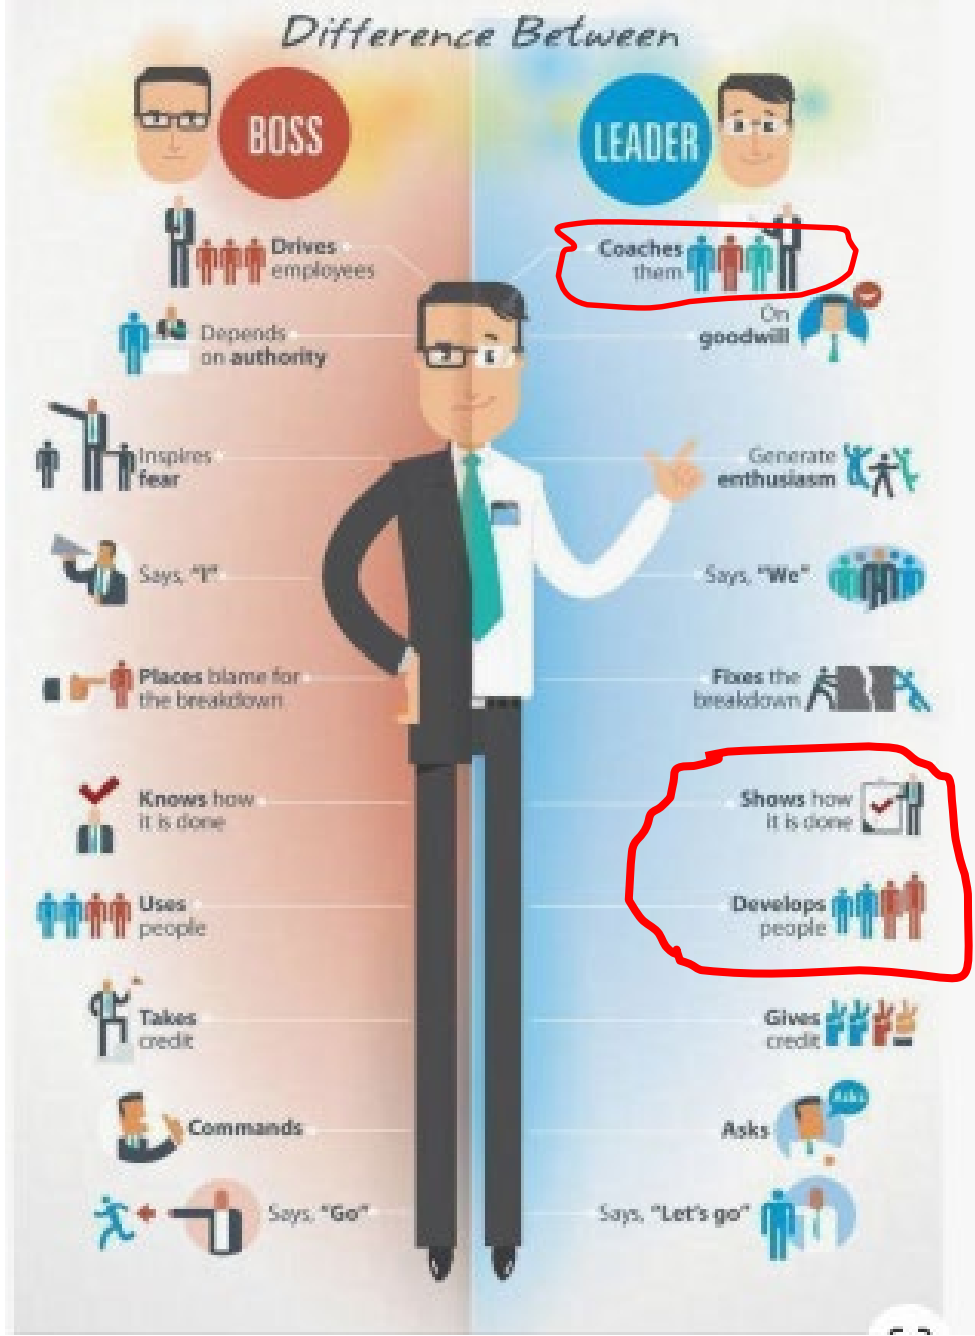 Difference Between
BOSS
LEADER
Drives
employees
Coaches
them
Depends
on authority
On
goodwill
Inspires
fear
Generate
enthusiasm
Says, "I"
Says, "We"
Places blame for
the breakdown
Fixes the
breakdown
Knows how
it is done
Shows how
it is done
Uses
people
Develops
people
Takes
credit
Gives
credit
Commands
Asks
Asks
Says, "Go"
Says, "Let's go"